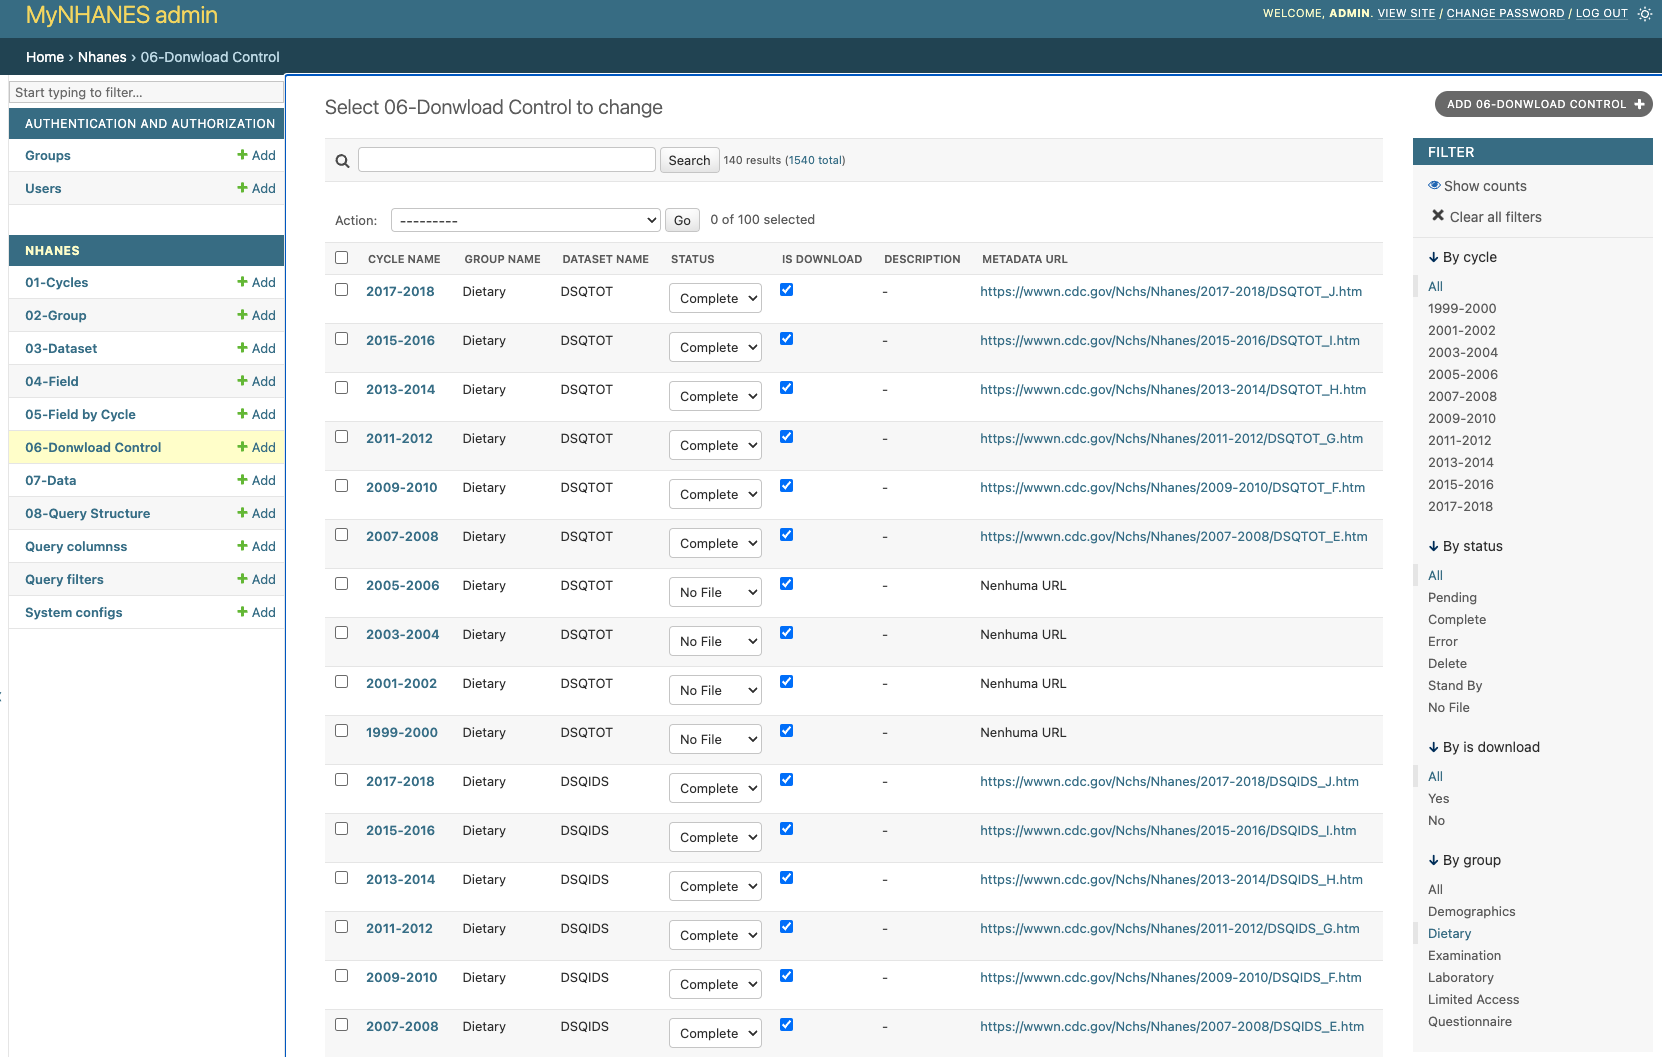 MyNHANES admin
WELCOME, ADMIN. VIEW SITE / CHANGE PASSWORD / LOG OUT
Home › Nhanes › 06-Donwload Control
Start typing to filter...
AUTHENTICATION AND AUTHORIZATION
Groups + Add
Users + Add
NHANES
01-Cycles + Add
02-Group + Add
03-Dataset + Add
04-Field + Add
05-Field by Cycle + Add
06-Donwload Control + Add
07-Data + Add
08-Query Structure + Add
Query columnss + Add
Query filters + Add
System configs + Add
Select 06-Donwload Control to change
ADD 06-DONWLOAD CONTROL +
Search 140 results (1540 total)
Action: --------- Go 0 of 100 selected
CYCLE NAME GROUP NAME DATASET NAME STATUS IS DOWNLOAD DESCRIPTION METADATA URL
2017-2018 Dietary DSQTOT Complete - https://wwwn.cdc.gov/Nchs/Nhanes/2017-2018/DSQTOT_J.htm
2015-2016 Dietary DSQTOT Complete - https://wwwn.cdc.gov/Nchs/Nhanes/2015-2016/DSQTOT_I.htm
2013-2014 Dietary DSQTOT Complete - https://wwwn.cdc.gov/Nchs/Nhanes/2013-2014/DSQTOT_H.htm
2011-2012 Dietary DSQTOT Complete - https://wwwn.cdc.gov/Nchs/Nhanes/2011-2012/DSQTOT_G.htm
2009-2010 Dietary DSQTOT Complete - https://wwwn.cdc.gov/Nchs/Nhanes/2009-2010/DSQTOT_F.htm
2007-2008 Dietary DSQTOT Complete - https://wwwn.cdc.gov/Nchs/Nhanes/2007-2008/DSQTOT_E.htm
2005-2006 Dietary DSQTOT No File - Nenhuma URL
2003-2004 Dietary DSQTOT No File - Nenhuma URL
2001-2002 Dietary DSQTOT No File - Nenhuma URL
1999-2000 Dietary DSQTOT No File - Nenhuma URL
2017-2018 Dietary DSQIDS Complete - https://wwwn.cdc.gov/Nchs/Nhanes/2017-2018/DSQIDS_J.htm
2015-2016 Dietary DSQIDS Complete - https://wwwn.cdc.gov/Nchs/Nhanes/2015-2016/DSQIDS_I.htm
2013-2014 Dietary DSQIDS Complete - https://wwwn.cdc.gov/Nchs/Nhanes/2013-2014/DSQIDS_H.htm
2011-2012 Dietary DSQIDS Complete - https://wwwn.cdc.gov/Nchs/Nhanes/2011-2012/DSQIDS_G.htm
2009-2010 Dietary DSQIDS Complete - https://wwwn.cdc.gov/Nchs/Nhanes/2009-2010/DSQIDS_F.htm
2007-2008 Dietary DSQIDS Complete - https://wwwn.cdc.gov/Nchs/Nhanes/2007-2008/DSQIDS_E.htm
FILTER
Show counts
Clear all filters
By cycle
All
1999-2000
2001-2002
2003-2004
2005-2006
2007-2008
2009-2010
2011-2012
2013-2014
2015-2016
2017-2018
By status
All
Pending
Complete
Error
Delete
Stand By
No File
By is download
All
Yes
No
By group
All
Demographics
Dietary
Examination
Laboratory
Limited Access
Questionnaire